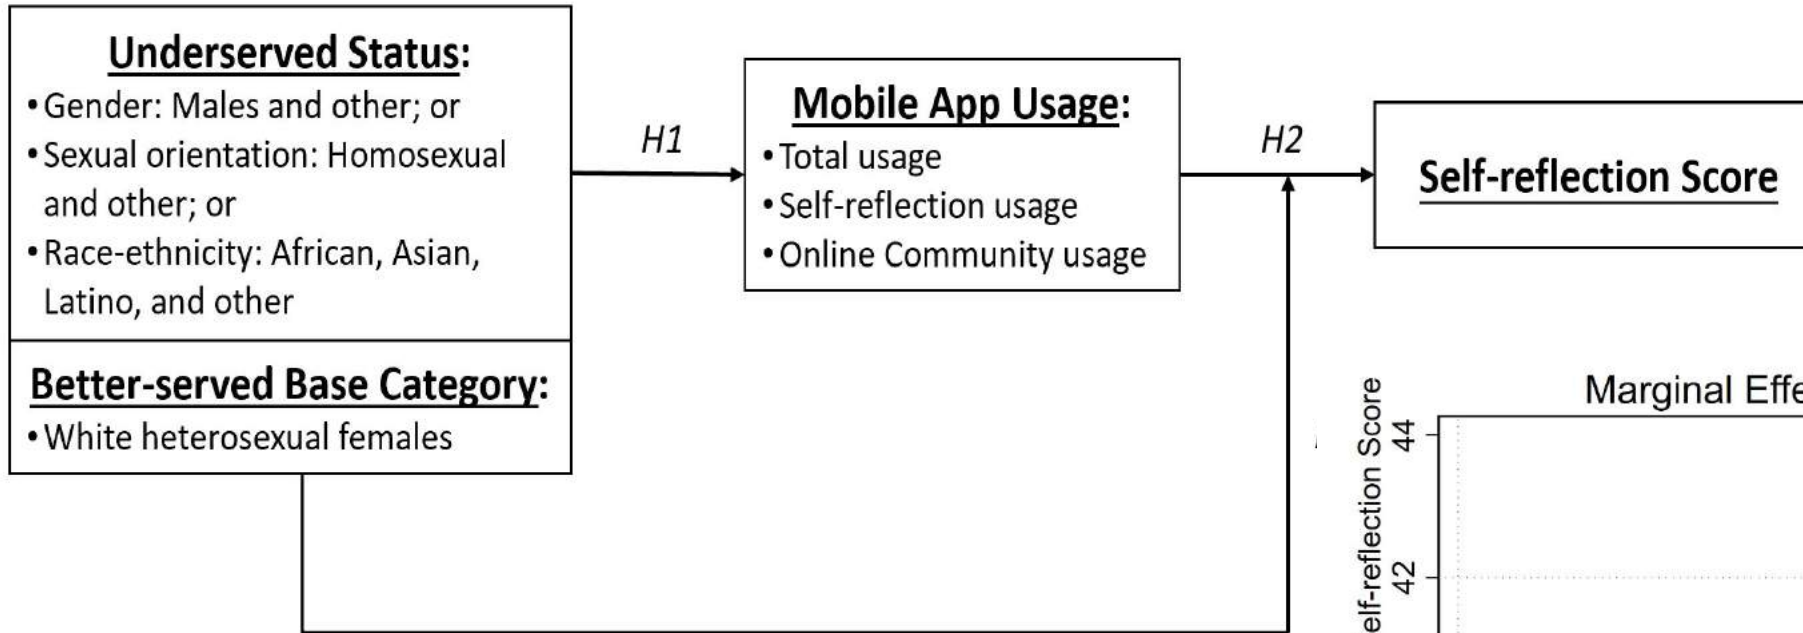 Underserved Status:
•Gender: Males and other; or
•Sexual orientation: Homosexual
and other; or
•Race-ethnicity: African, Asian,
Latino, and other
Better-served Base Category:
•White heterosexual females
H1
Mobile App Usage:
•Total usage
•Self-reflection usage
•Online Community usage
H2
Self-reflection Score
Marginal
44
42
Score